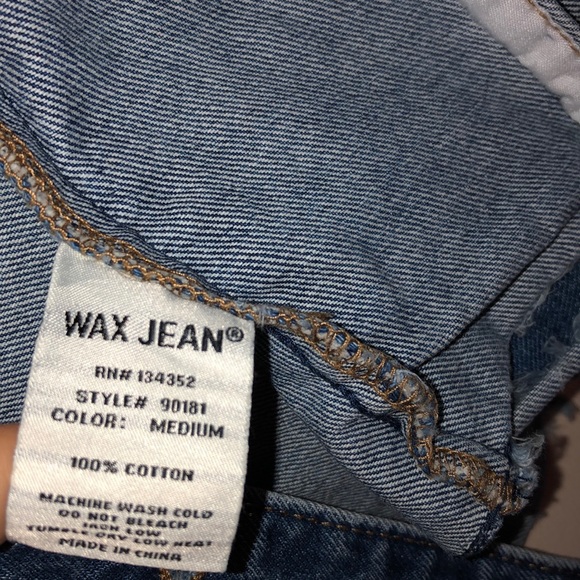 WAX JEAN®
RN# 134352
STYLE# 90181
COLOR: MEDIUM
100% COTTON
MACHINE WASH COLD
DO NOT BLEACH
IRON LOW
TUMBLE DRY LOW HEAT
MADE IN CHINA